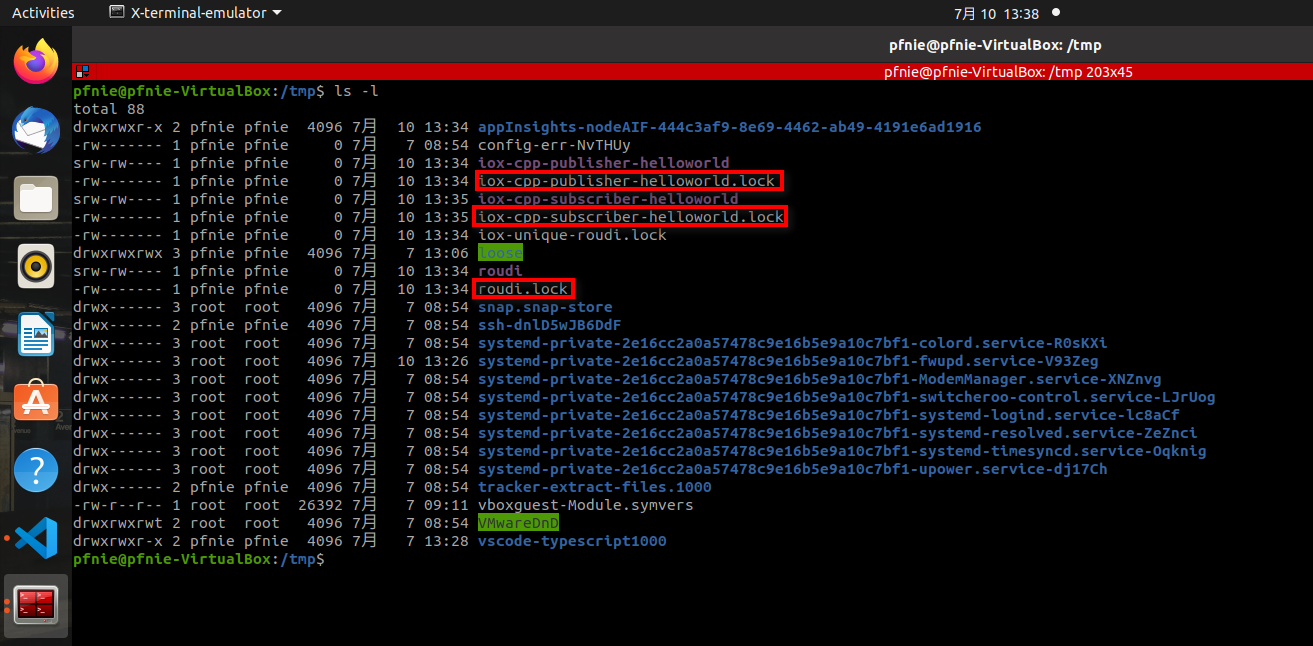 Activities X-terminal-emulator 7月 10 13:38
pfnie@pfnie-VirtualBox: /tmp
pfnie@pfnie-VirtualBox: /tmp 203x45
pfnie@pfnie-VirtualBox:/tmp$ ls -l
total 88
drwxrwxr-x 2 pfnie pfnie 4096 7月 10 13:34 appInsights-nodeAIF-444c3af9-8e69-4462-ab49-4191e6ad1916
-rw------- 1 pfnie pfnie 0 7月 7 08:54 config-err-NvTHUy
srw-rw---- 1 pfnie pfnie 0 7月 10 13:34 iox-cpp-publisher-helloworld
-rw------- 1 pfnie pfnie 0 7月 10 13:34 iox-cpp-publisher-helloworld.lock
srw-rw---- 1 pfnie pfnie 0 7月 10 13:35 iox-cpp-subscriber-helloworld
-rw------- 1 pfnie pfnie 0 7月 10 13:35 iox-cpp-subscriber-helloworld.lock
-rw------- 1 pfnie pfnie 0 7月 10 13:34 iox-unique-roudi.lock
drwxrwxrwx 3 pfnie pfnie 4096 7月 7 13:06 loose
srw-rw---- 1 pfnie pfnie 0 7月 10 13:34 roudi
-rw------- 1 pfnie pfnie 0 7月 10 13:34 roudi.lock
drwx------ 3 root root 4096 7月 7 08:54 snap.snap-store
drwx------ 2 pfnie pfnie 4096 7月 7 08:54 ssh-dnlD5wJB6DdF
drwx------ 3 root root 4096 7月 7 08:54 systemd-private-2e16cc2a0a57478c9e16b5e9a10c7bf1-colord.service-R0sKXi
drwx------ 3 root root 4096 7月 10 13:26 systemd-private-2e16cc2a0a57478c9e16b5e9a10c7bf1-fwupd.service-V93Zeg
drwx------ 3 root root 4096 7月 7 08:54 systemd-private-2e16cc2a0a57478c9e16b5e9a10c7bf1-ModemManager.service-XNZnvg
drwx------ 3 root root 4096 7月 7 08:54 systemd-private-2e16cc2a0a57478c9e16b5e9a10c7bf1-switcheroo-control.service-LJrUog
drwx------ 3 root root 4096 7月 7 08:54 systemd-private-2e16cc2a0a57478c9e16b5e9a10c7bf1-systemd-logind.service-lc8aCf
drwx------ 3 root root 4096 7月 7 08:54 systemd-private-2e16cc2a0a57478c9e16b5e9a10c7bf1-systemd-resolved.service-ZeZnci
drwx------ 3 root root 4096 7月 7 08:54 systemd-private-2e16cc2a0a57478c9e16b5e9a10c7bf1-systemd-timesyncd.service-Oqknig
drwx------ 3 root root 4096 7月 7 08:54 systemd-private-2e16cc2a0a57478c9e16b5e9a10c7bf1-upower.service-dj17Ch
drwx------ 2 pfnie pfnie 4096 7月 7 08:54 tracker-extract-files.1000
-rw-r--r-- 1 root root 26392 7月 7 09:11 vboxguest-Module.symvers
drwxrwxrwt 2 root root 4096 7月 7 08:54 VMwareDnD
drwxrwxr-x 2 pfnie pfnie 4096 7月 7 13:28 vscode-typescript1000
pfnie@pfnie-VirtualBox:/tmp$